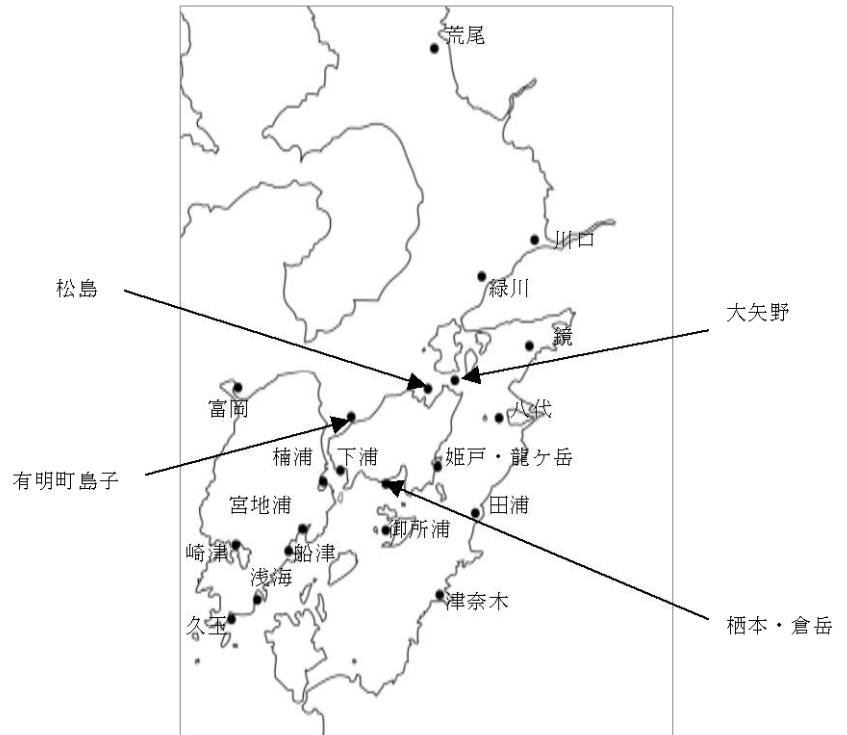 荒尾
川口
緑川
松島
大矢野
鏡
富岡
八代
楠浦
下浦
姫戸・龍ケ岳
有明町島子
宮地浦
田浦
御所浦
崎津
船津
浅海
津奈木
久玉
栖本・倉岳